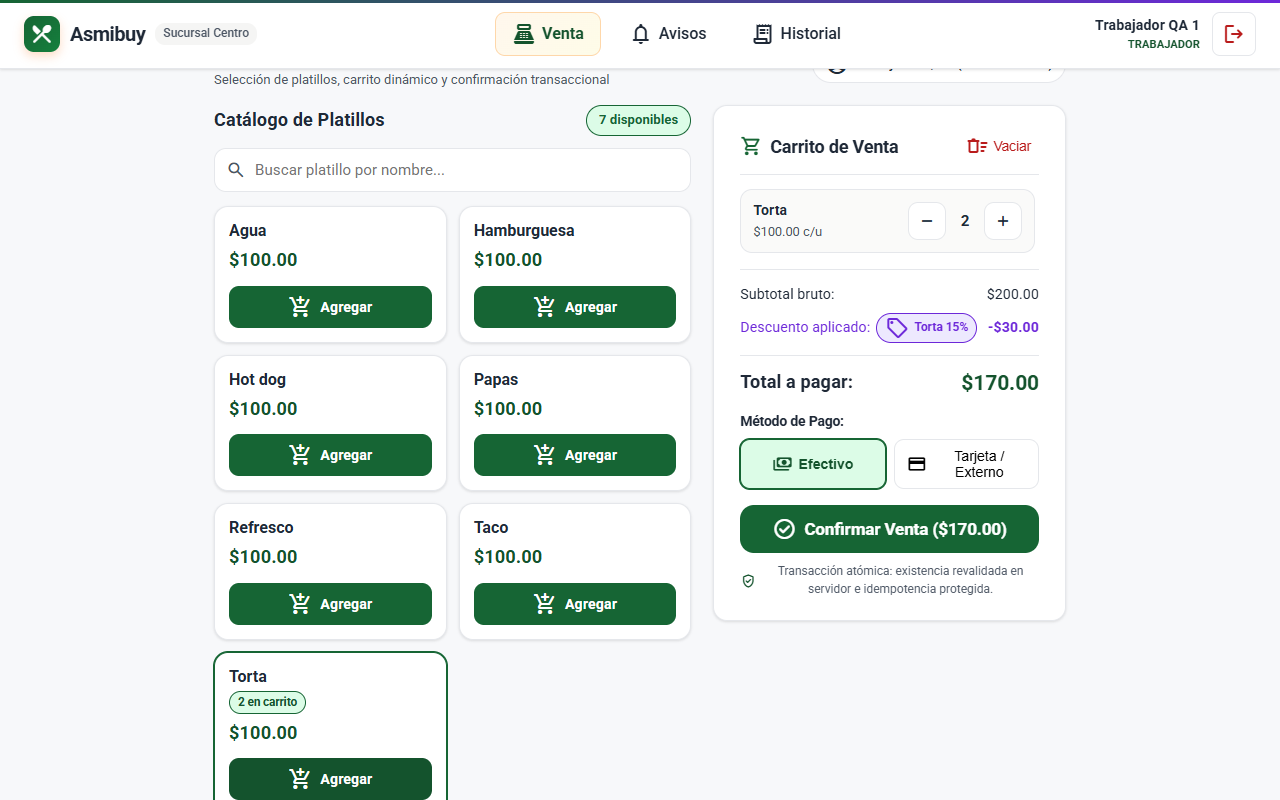 Asmibuy
Sucursal Centro
Venta
Avisos
Historial
Trabajador QA 1
TRABAJADOR
Selección de platillos, carrito dinámico y confirmación transaccional
Catálogo de Platillos
7 disponibles
Buscar platillo por nombre...
Agua
$100.00
Agregar
Hamburguesa
$100.00
Agregar
Hot dog
$100.00
Agregar
Papas
$100.00
Agregar
Refresco
$100.00
Agregar
Taco
$100.00
Agregar
Torta
2 en carrito
$100.00
Agregar
Carrito de Venta
Vaciar
Torta
$100.00 c/u
− 2 +
Subtotal bruto: $200.00
Descuento aplicado: Torta 15% -$30.00
Total a pagar: $170.00
Método de Pago:
Efectivo
Tarjeta /
Externo
Confirmar Venta ($170.00)
Transacción atómica: existencia revalidada en
servidor e idempotencia protegida.